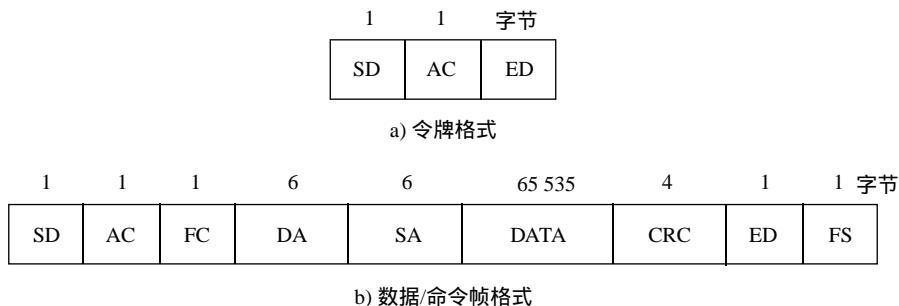 1 1 字节
SD AC ED
a) 令牌格式
1 1 1 6 6 65 535 4 1 1 字节
SD AC FC DA SA DATA CRC ED FS
b) 数据/命令帧格式